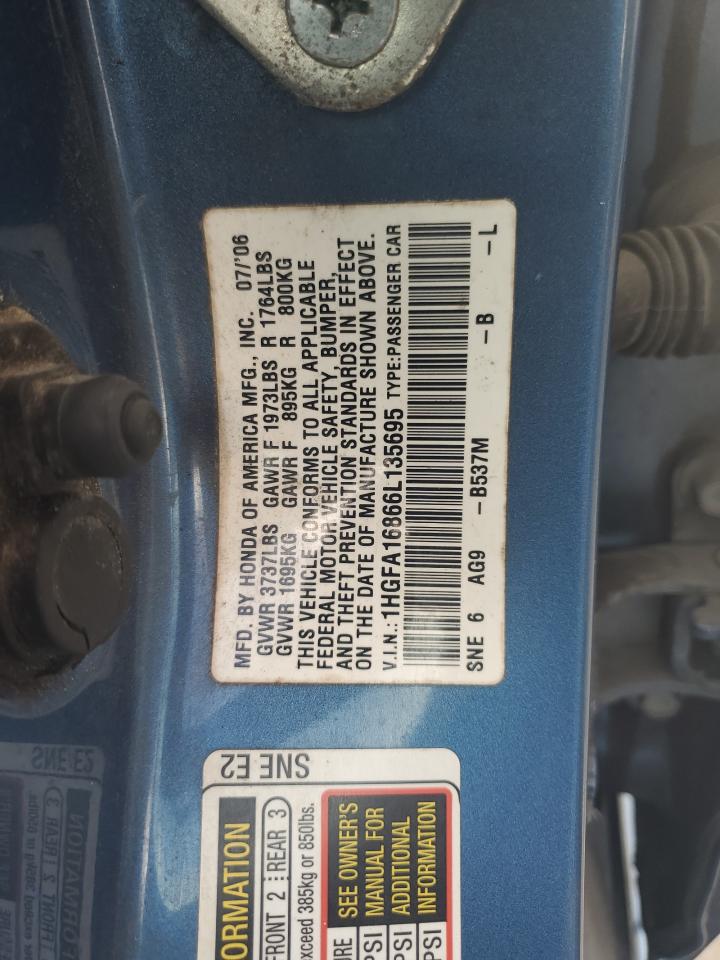 MFD. BY HONDA OF AMERICA MFG., INC. 07/'06
GVWR 3737LBS GAWR F 1973LBS R 1764LBS
GVWR 1695KG GAWR F 895KG R 800KG
THIS VEHICLE CONFORMS TO ALL APPLICABLE
FEDERAL MOTOR VEHICLE SAFETY, BUMPER,
AND THEFT PREVENTION STANDARDS IN EFFECT
ON THE DATE OF MANUFACTURE SHOWN ABOVE.
V.I.N.: 1HGFA16866L135695 TYPE:PASSENGER CAR
SNE 6 AG9 -B537M -B -L
SNE E2
ORMATION
FRONT 2 REAR 3
exceed 385kg or 850lbs.
URE
PSI
PSI
PSI
SEE OWNER'S
MANUAL FOR
ADDITIONAL
INFORMATION